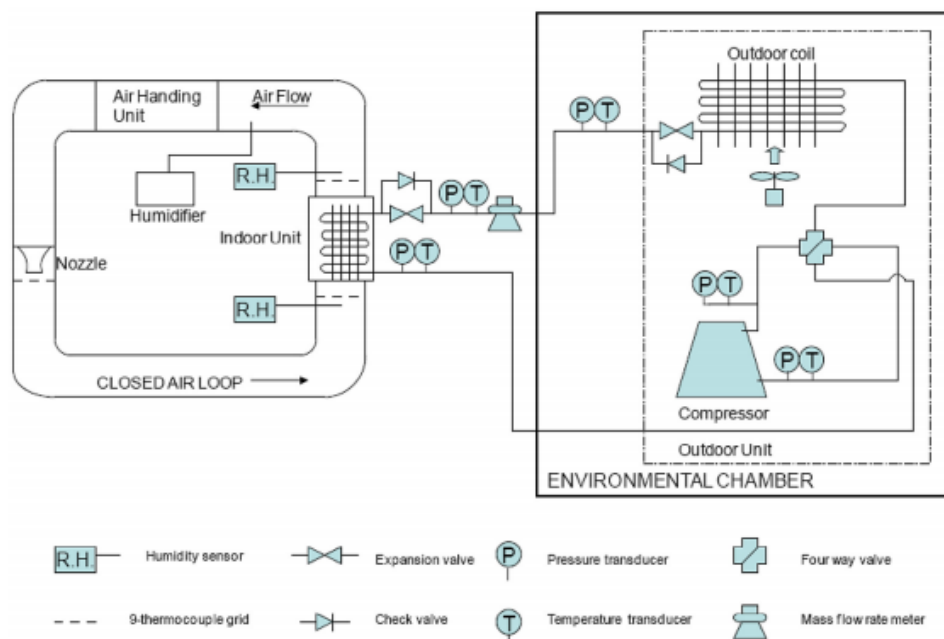 Outdoor coil
Air Handing
Unit
Air Flow
P T
R.H.
Humidifier
P T
Indoor Unit
Nozzle
P T
P T
R.H.
P T
CLOSED AIR LOOP
Compressor
Outdoor Unit
ENVIRONMENTAL CHAMBER
R.H. Humidity sensor
Expansion valve
P Pressure transducer
Four way valve
9-thermocouple grid
Check valve
T Temperature transducer
Mass flow rate meter